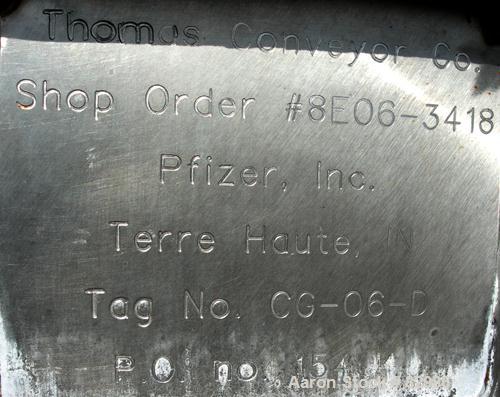 Thomas Conveyor Co.
Shop Order #8E06-3418
Pfizer, Inc.
Terre Haute, IN
Tag No. CG-06-D
P.O. no.
© Aaron